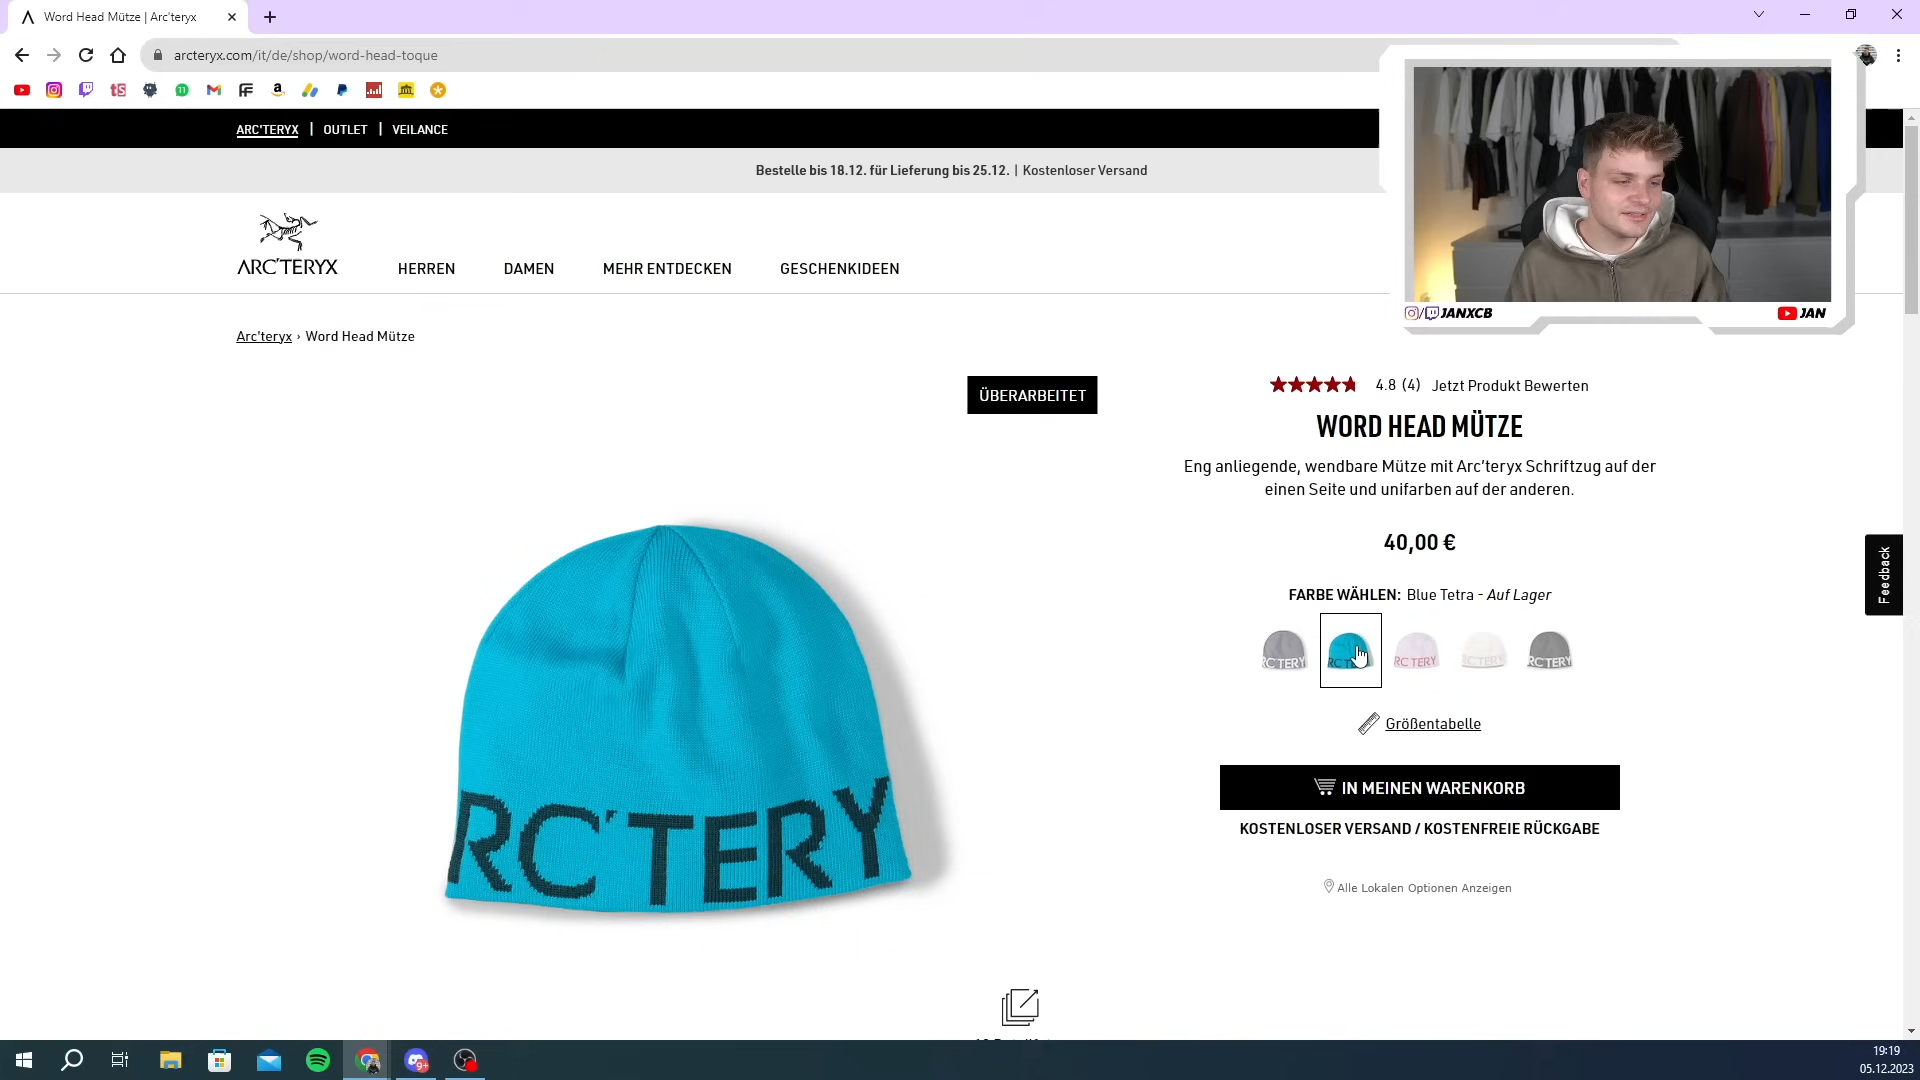 Word Head Mütze | Arc'teryx
arcteryx.com/it/de/shop/word-head-toque
ARC'TERYX | OUTLET | VEILANCE
Bestelle bis 18.12. für Lieferung bis 25.12. | Kostenloser Versand
ARC'TERYX
HERREN DAMEN MEHR ENTDECKEN GESCHENKIDEEN
JANXCB JAN
Arc'teryx › Word Head Mütze
ÜBERARBEITET
4.8 (4) Jetzt Produkt Bewerten
WORD HEAD MÜTZE
Eng anliegende, wendbare Mütze mit Arc'teryx Schriftzug auf der
einen Seite und unifarben auf der anderen.
40,00 €
FARBE WÄHLEN: Blue Tetra - Auf Lager
Feedback
RC'TERY
Größentabelle
IN MEINEN WARENKORB
KOSTENLOSER VERSAND / KOSTENFREIE RÜCKGABE
Alle Lokalen Optionen Anzeigen
19:19
05.12.2023